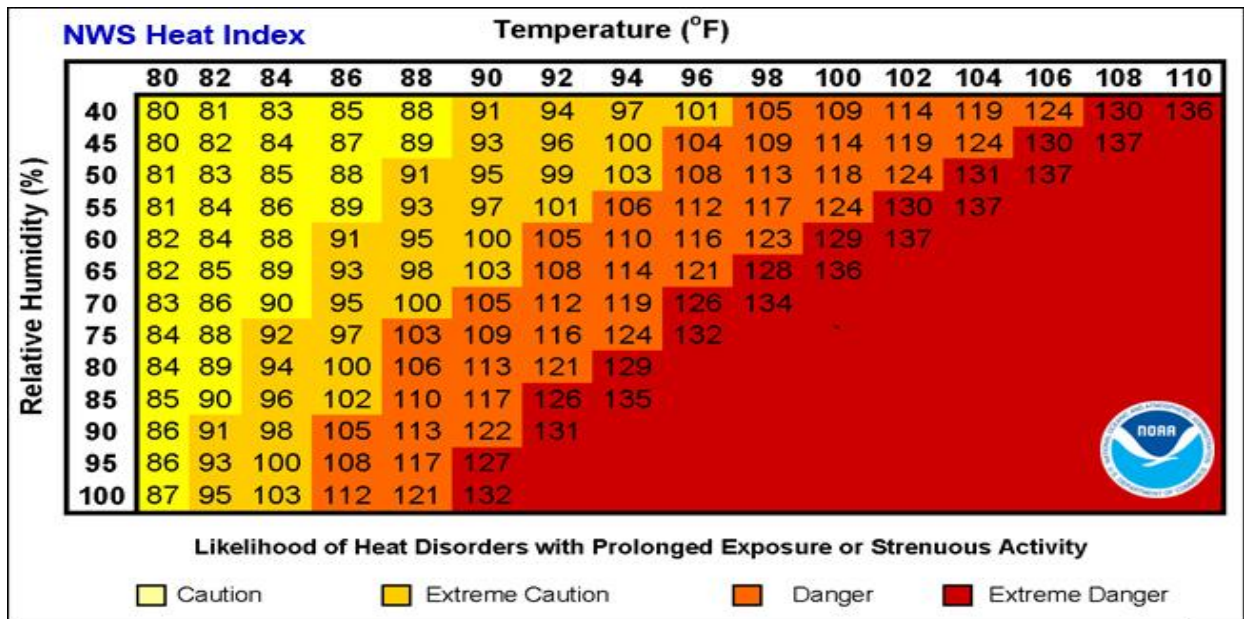 NWS Heat Index Temperature (°F)
80 82 84 86 88 90 92 94 96 98 100 102 104 106 108 110
Relative Humidity (%)
40 80 81 83 85 88 91 94 97 101 105 109 114 119 124 130 136
45 80 82 84 87 89 93 96 100 104 109 114 119 124 130 137
50 81 83 85 88 91 95 99 103 108 113 118 124 131 137
55 81 84 86 89 93 97 101 106 112 117 124 130 137
60 82 84 88 91 95 100 105 110 116 123 129 137
65 82 85 89 93 98 103 108 114 121 128 136
70 83 86 90 95 100 105 112 119 126 134
75 84 88 92 97 103 109 116 124 132
80 84 89 94 100 106 113 121 129
85 85 90 96 102 110 117 126 135
90 86 91 98 105 113 122 131
95 86 93 100 108 117 127
100 87 95 103 112 121 132
NOAA
Likelihood of Heat Disorders with Prolonged Exposure or Strenuous Activity
Caution Extreme Caution Danger Extreme Danger